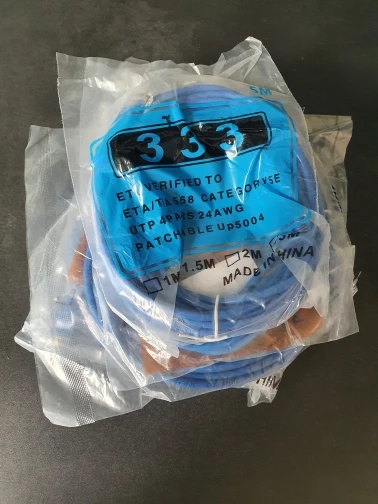 5M
333
ETL VERIFIED TO
ETA/TIA568 CATEGORY5E
UTP 4PAIRS 24AWG
PATCHABLE UP5004
1M 1.5M 2M 3M
MADE IN CHINA